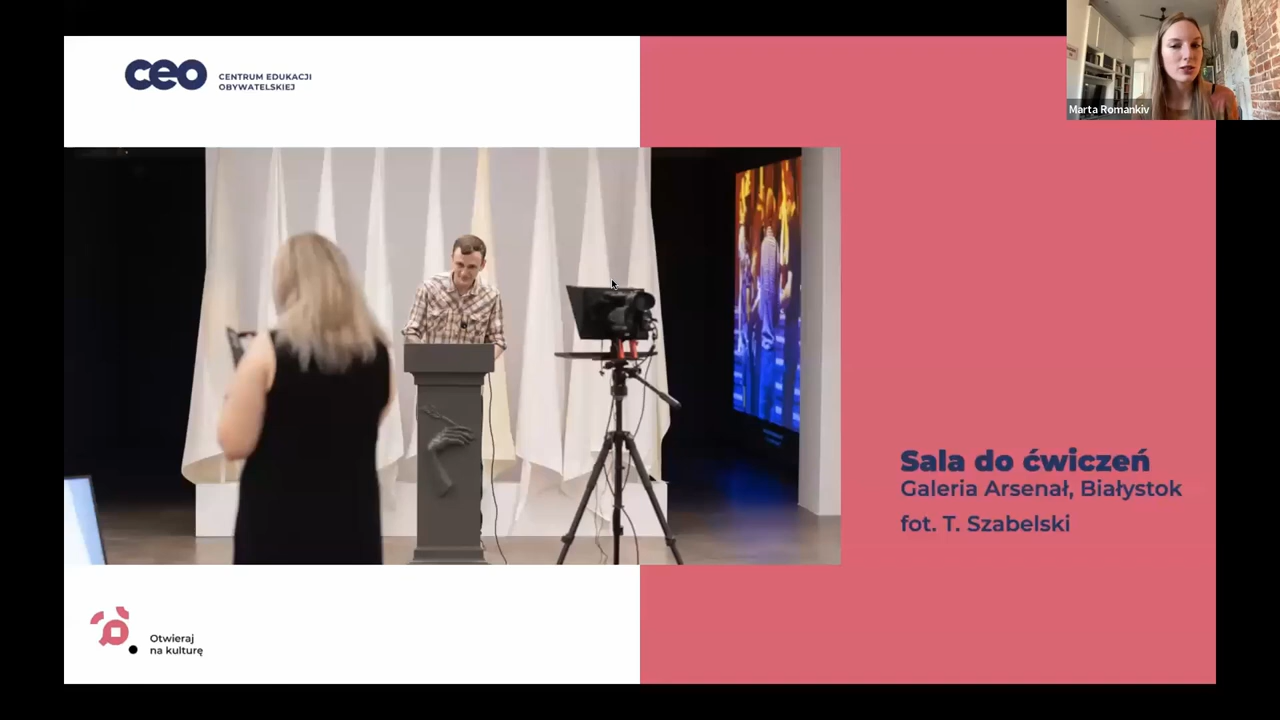 ceo
CENTRUM EDUKACJI
OBYWATELSKIEJ
Marta Romankiv
Sala do ćwiczeń
Galeria Arsenał, Białystok
fot. T. Szabelski
Otwieraj
na kulturę